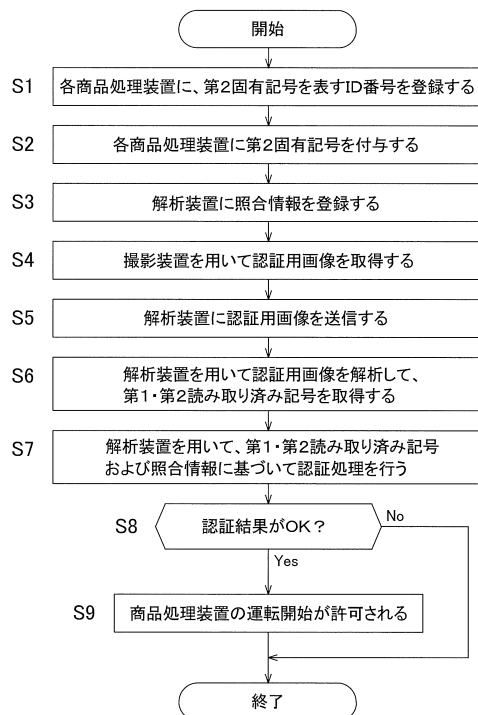 開始
S1 各商品処理装置に、第2固有記号を表すID番号を登録する
S2 各商品処理装置に第2固有記号を付与する
S3 解析装置に照合情報を登録する
S4 撮影装置を用いて認証用画像を取得する
S5 解析装置に認証用画像を送信する
S6 解析装置を用いて認証用画像を解析して、
第1・第2読み取り済み記号を取得する
S7 解析装置を用いて、第1・第2読み取り済み記号
および照合情報に基づいて認証処理を行う
S8 認証結果がOK? No
Yes
S9 商品処理装置の運転開始が許可される
終了